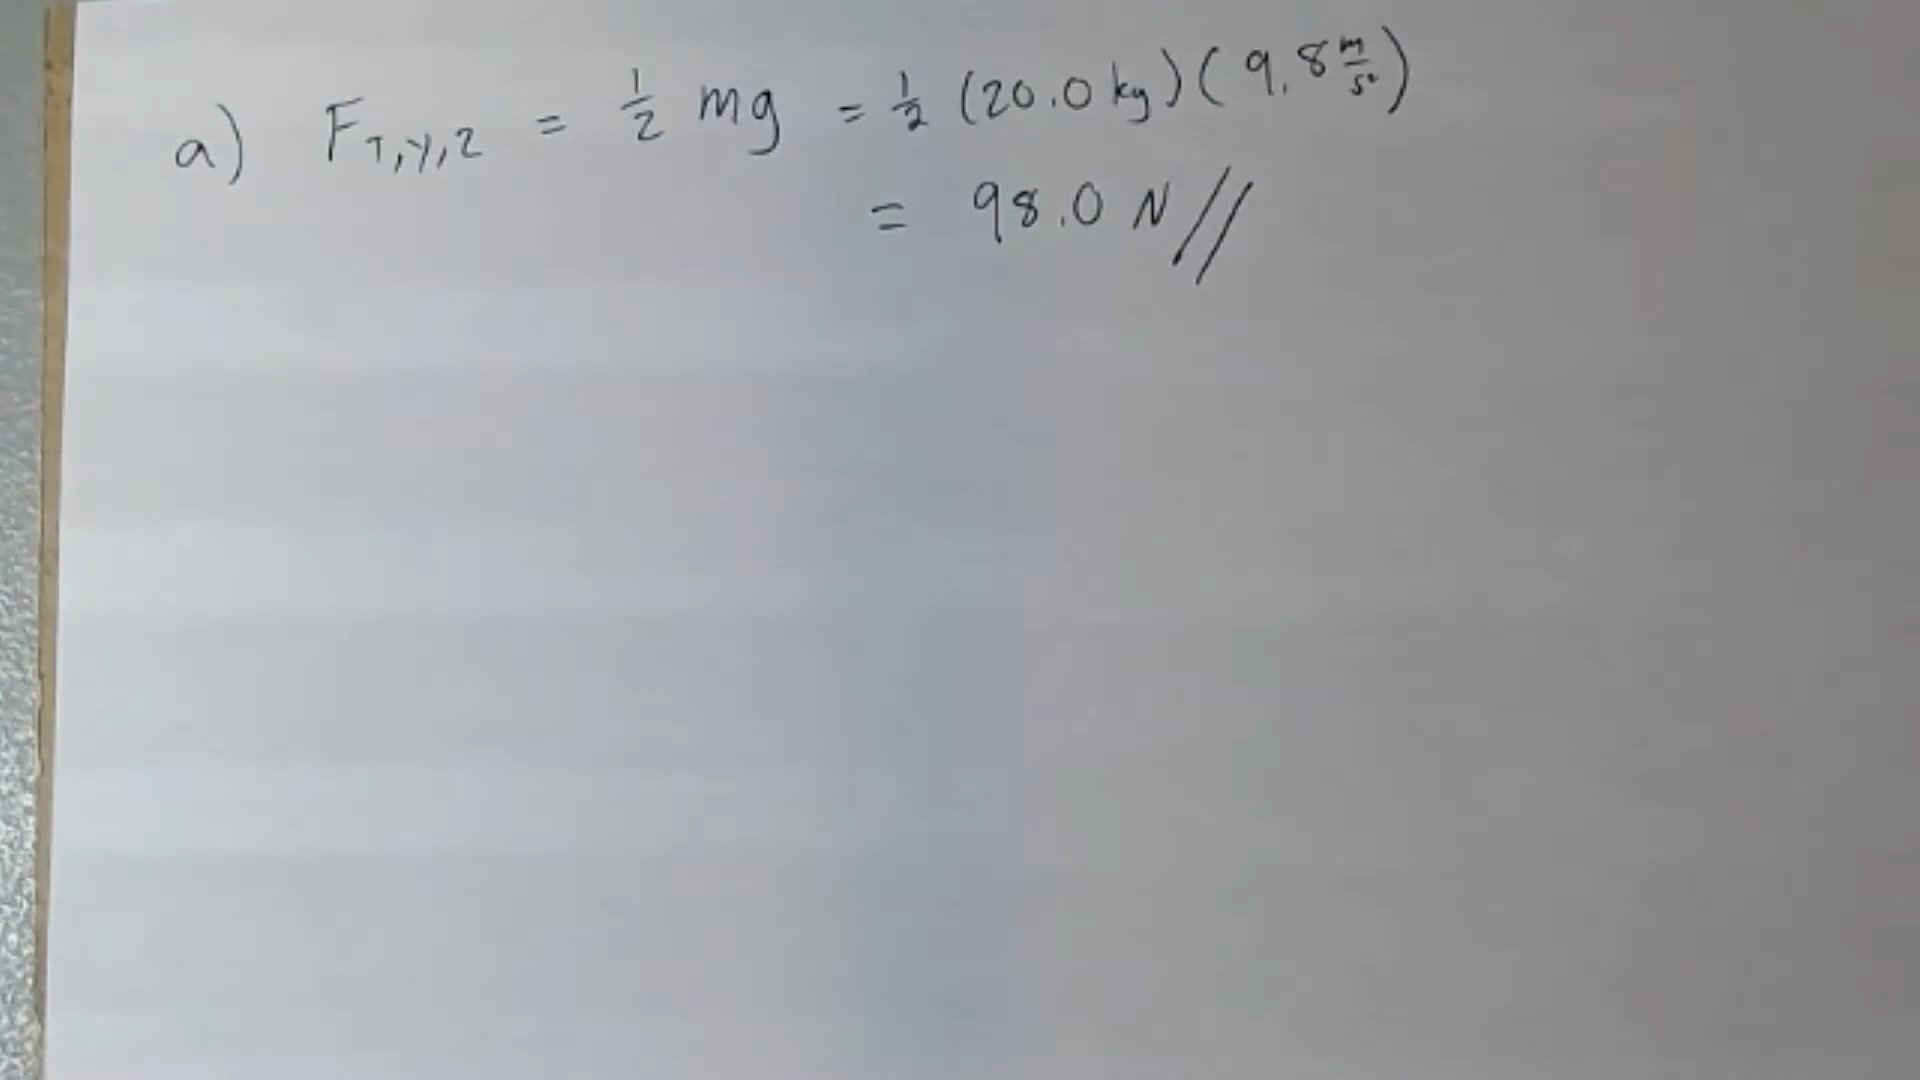 a) F_T,y,2 = 1/2 mg = 1/2 (20.0 kg)(9.8 m/s²)
= 98.0 N //